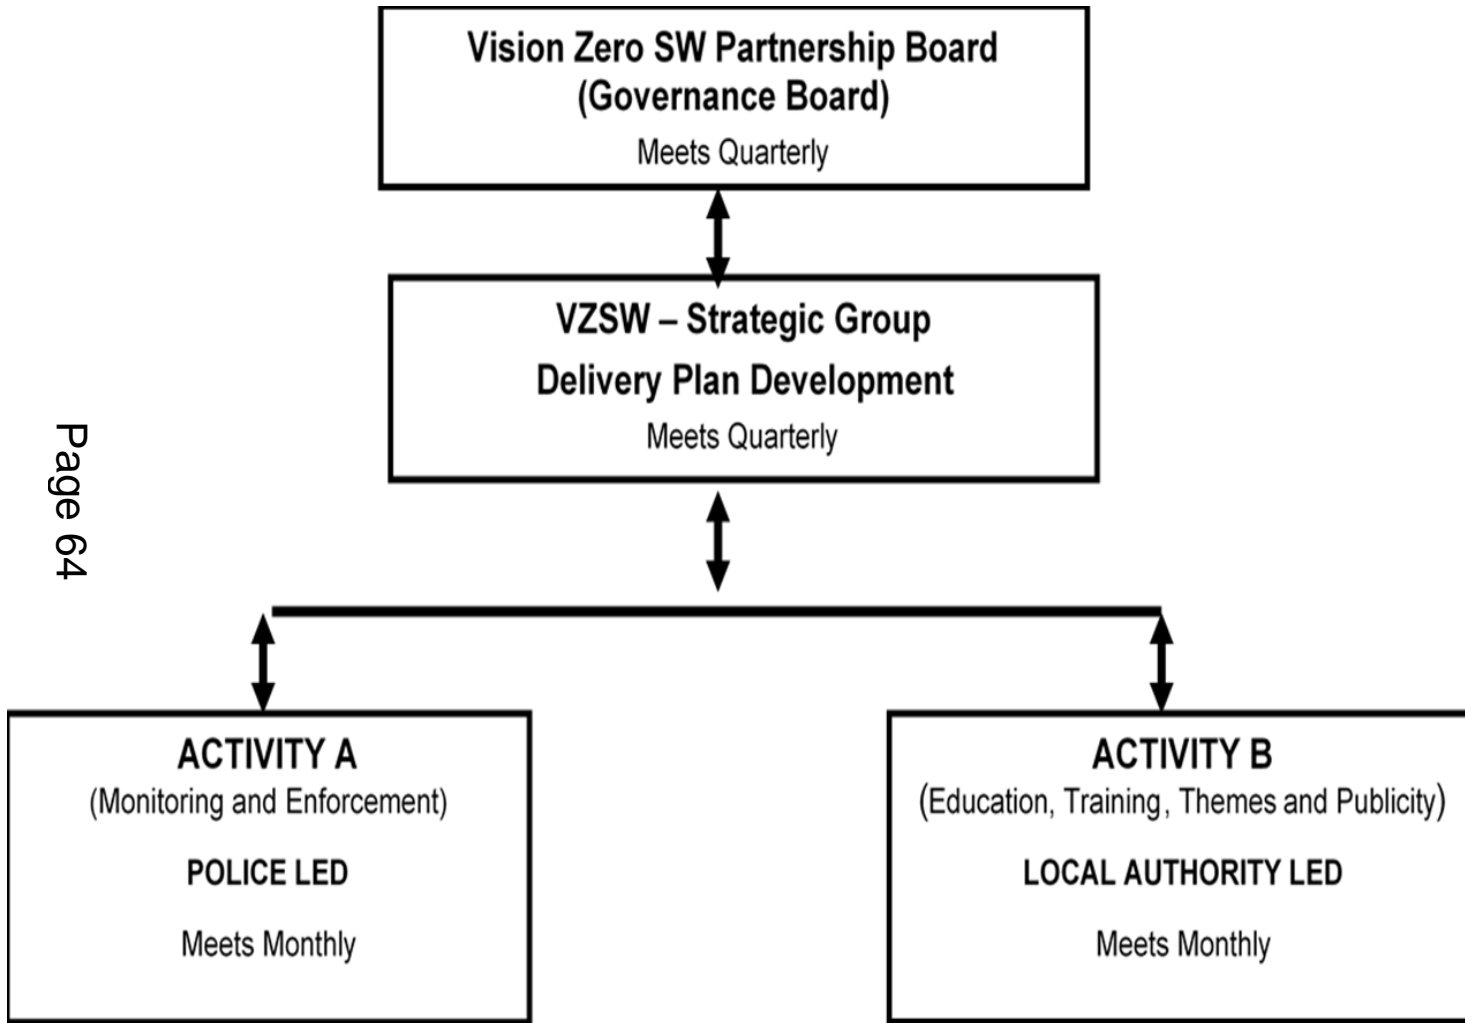 Vision Zero SW Partnership Board
(Governance Board)
Meets Quarterly
VZSW – Strategic Group
Delivery Plan Development
Meets Quarterly
Page 64
ACTIVITY A
(Monitoring and Enforcement)
POLICE LED
Meets Monthly
ACTIVITY B
(Education, Training, Themes and Publicity)
LOCAL AUTHORITY LED
Meets Monthly